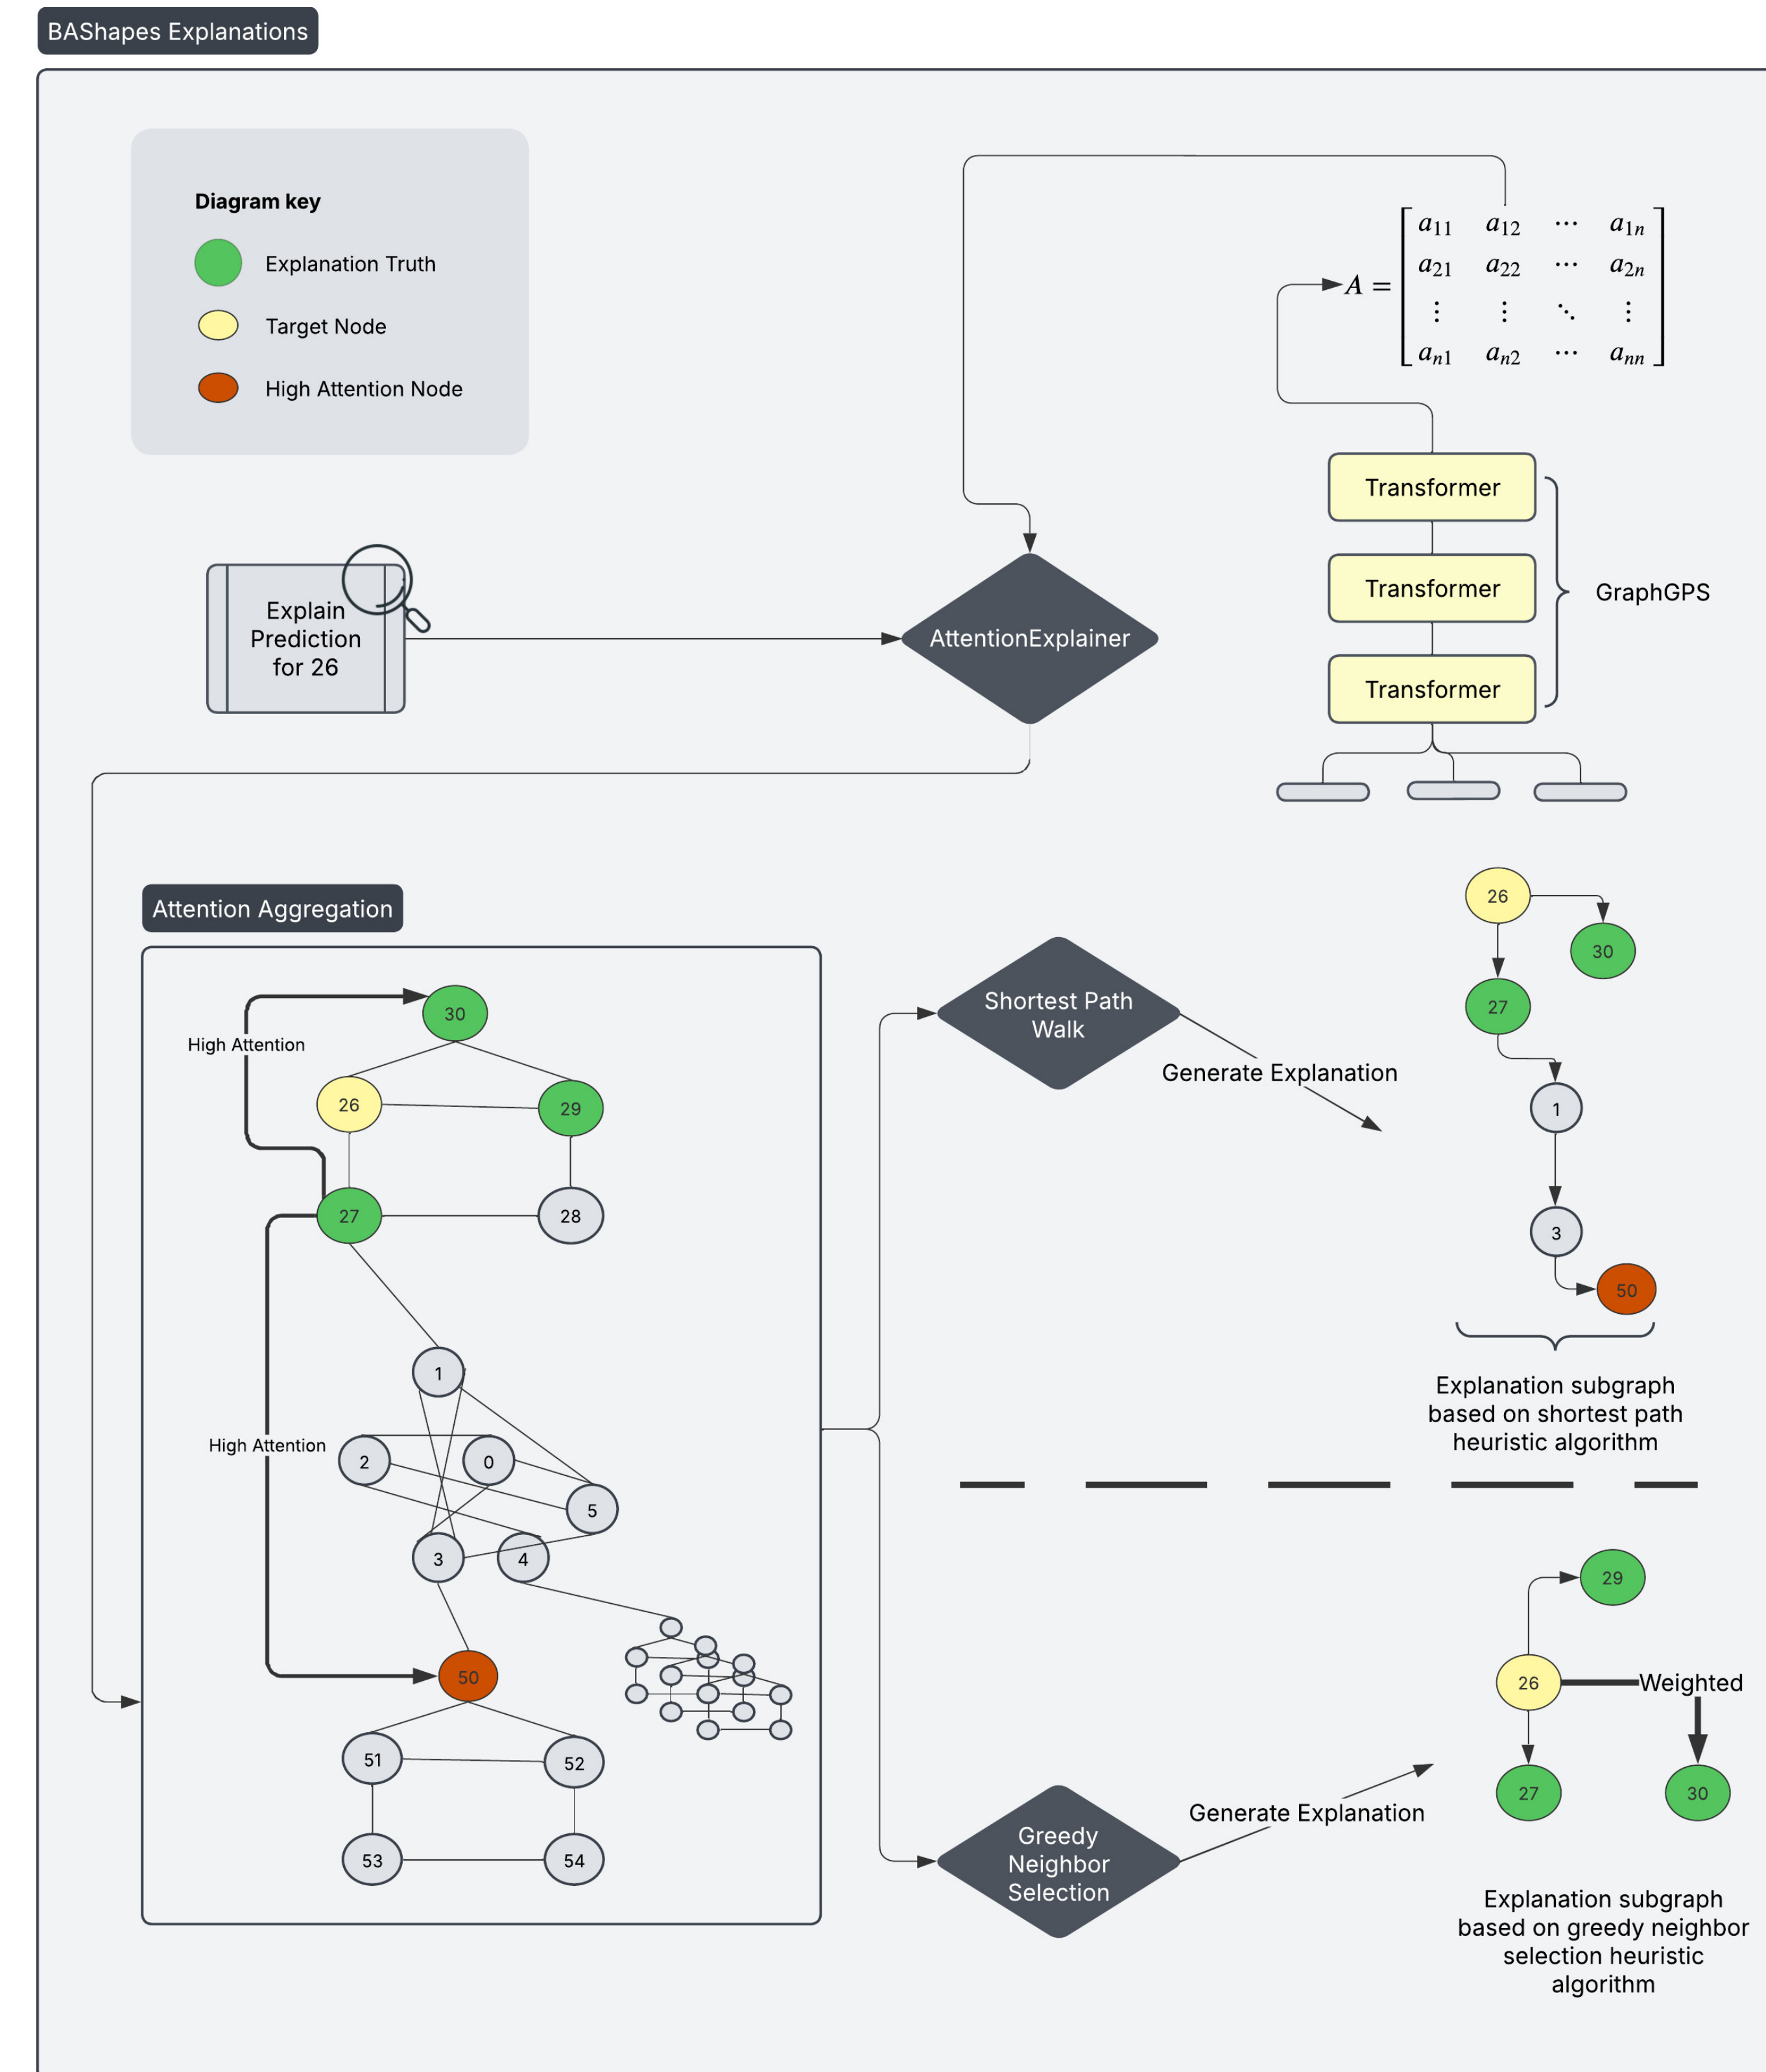 BAShapes Explanations
Diagram key
Explanation Truth
Target Node
High Attention Node
A =
a11 a12 ⋯ a1n
a21 a22 ⋯ a2n
⋮ ⋮ ⋱ ⋮
an1 an2 ⋯ ann
Transformer
Transformer
Transformer
GraphGPS
Explain
Prediction
for 26
AttentionExplainer
Attention Aggregation
30
High Attention
26
29
27
28
1
High Attention
2
0
5
3
4
50
51
52
53
54
Shortest Path
Walk
Generate Explanation
26
30
27
1
3
50
Explanation subgraph
based on shortest path
heuristic algorithm
Greedy
Neighbor
Selection
Generate Explanation
29
26
Weighted
27
30
Explanation subgraph
based on greedy neighbor
selection heuristic
algorithm